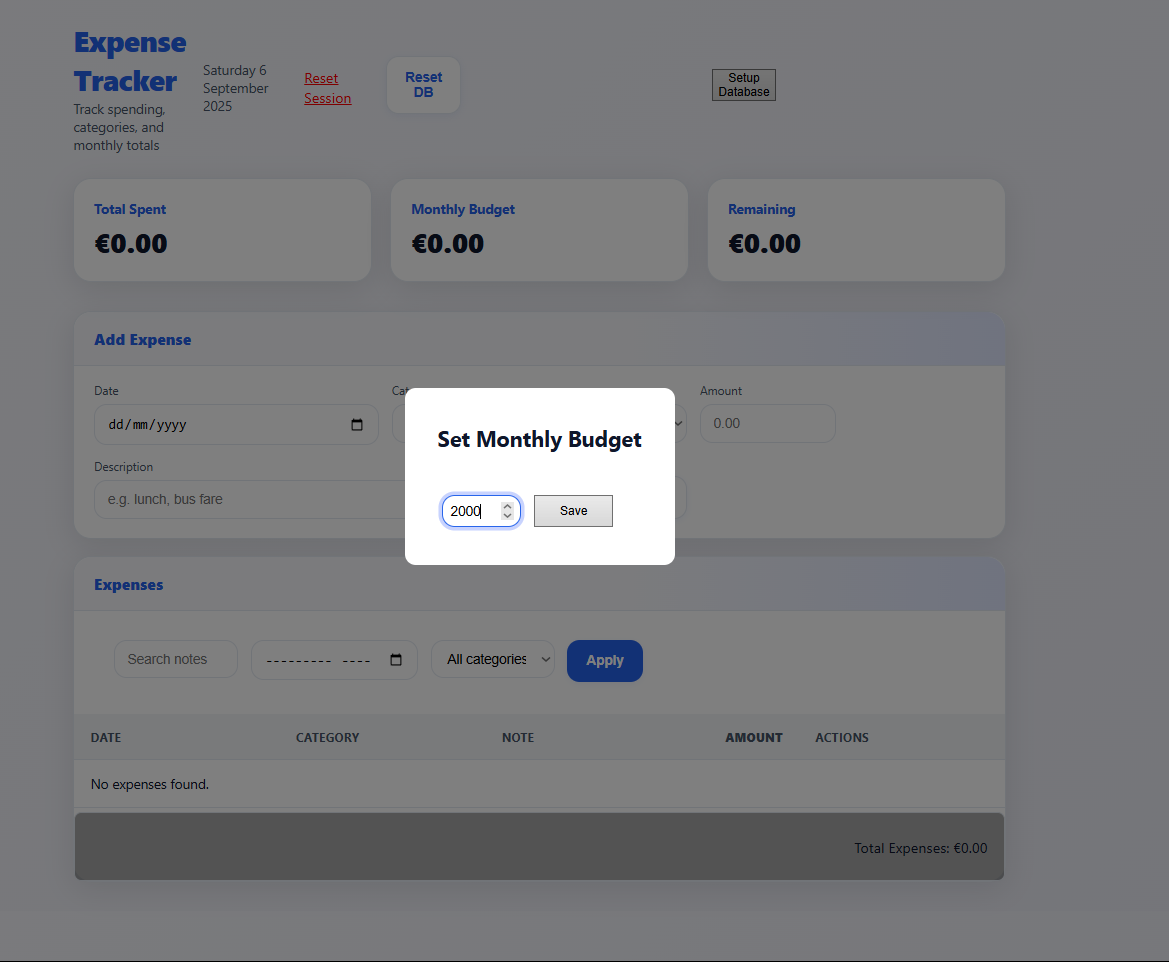 Expense
Tracker
Track spending,
categories, and
monthly totals
Saturday 6
September
2025
Reset
Session
Reset
DB
Setup
Database
Total Spent
€0.00
Monthly Budget
€0.00
Remaining
€0.00
Add Expense
Date
Amount
dd/mm/yyyy
0.00
Description
e.g. lunch, bus fare
Set Monthly Budget
2000
Save
Expenses
Search notes
--------- ----
All categories
Apply
DATE
CATEGORY
NOTE
AMOUNT
ACTIONS
No expenses found.
Total Expenses: €0.00